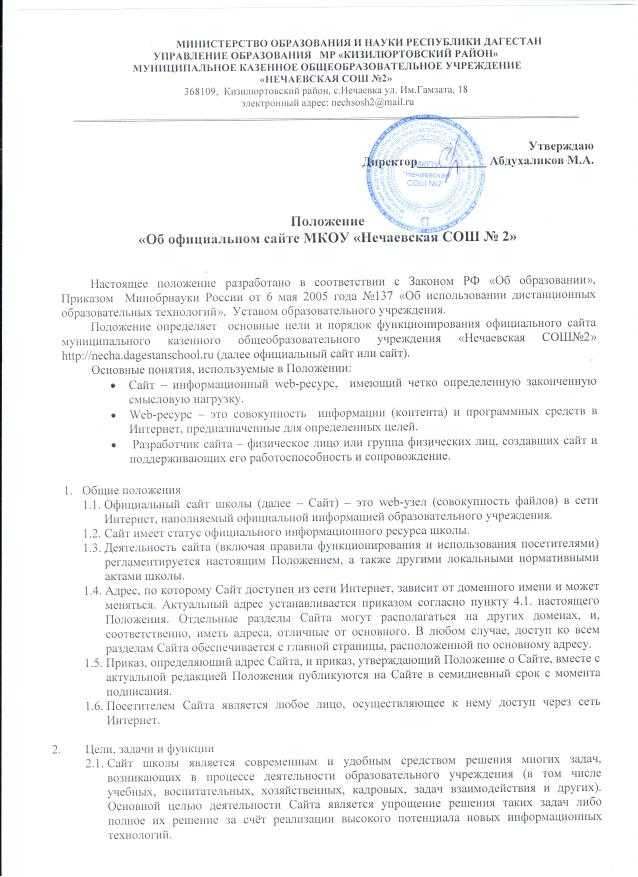 МИНИСТЕРСТВО ОБРАЗОВАНИЯ И НАУКИ РЕСПУБЛИКИ ДАГЕСТАН
УПРАВЛЕНИЕ ОБРАЗОВАНИЯ МР «КИЗИЛЮРТОВСКИЙ РАЙОН»
МУНИЦИПАЛЬНОЕ КАЗЕННОЕ ОБЩЕОБРАЗОВАТЕЛЬНОЕ УЧРЕЖДЕНИЕ
«НЕЧАЕВСКАЯ СОШ №2»
368109, Кизилюртовский район, с.Нечаевка ул. Им.Гамзата, 18
электронный адрес: nechsosh2@mail.ru
Утверждаю
Директор____________ Абдухаликов М.А.
"Нечаевская
СОШ №2"
Положение
«Об официальном сайте МКОУ «Нечаевская СОШ № 2»
Настоящее положение разработано в соответствии с Законом РФ «Об образовании»,
Приказом Минобрнауки России от 6 мая 2005 года №137 «Об использовании дистанционных
образовательных технологий», Уставом образовательного учреждения.
Положение определяет основные цели и порядок функционирования официального сайта
муниципального казенного общеобразовательного учреждения «Нечаевская СОШ№2»
http://necha.dagestanschool.ru (далее официальный сайт или сайт).
Основные понятия, используемые в Положении:
• Сайт – информационный web-ресурс, имеющий четко определенную законченную
смысловую нагрузку.
• Web-ресурс – это совокупность информации (контента) и программных средств в
Интернет, предназначенные для определенных целей.
• Разработчик сайта – физическое лицо или группа физических лиц, создавших сайт и
поддерживающих его работоспособность и сопровождение.
1. Общие положения
1.1. Официальный сайт школы (далее – Сайт) – это web-узел (совокупность файлов) в сети
Интернет, наполняемый официальной информацией образовательного учреждения.
1.2. Сайт имеет статус официального информационного ресурса школы.
1.3. Деятельность сайта (включая правила функционирования и использования посетителями)
регламентируется настоящим Положением, а также другими локальными нормативными
актами школы.
1.4. Адрес, по которому Сайт доступен из сети Интернет, зависит от доменного имени и может
меняться. Актуальный адрес устанавливается приказом согласно пункту 4.1. настоящего
Положения. Отдельные разделы Сайта могут располагаться на других доменах, и,
соответственно, иметь адреса, отличные от основного. В любом случае, доступ ко всем
разделам Сайта обеспечивается с главной страницы, расположенной по основному адресу.
1.5. Приказ, определяющий адрес Сайта, и приказ, утверждающий Положение о Сайте, вместе с
актуальной редакцией Положения публикуются на Сайте в семидневный срок с момента
подписания.
1.6. Посетителем Сайта является любое лицо, осуществляющее к нему доступ через сеть
Интернет.
2. Цели, задачи и функции
2.1. Сайт школы является современным и удобным средством решения многих задач,
возникающих в процессе деятельности образовательного учреждения (в том числе
учебных, воспитательных, хозяйственных, кадровых, задач взаимодействия и других).
Основной целью деятельности Сайта является упрощение решения таких задач либо
полное их решение за счёт реализации высокого потенциала новых информационных
технологий.